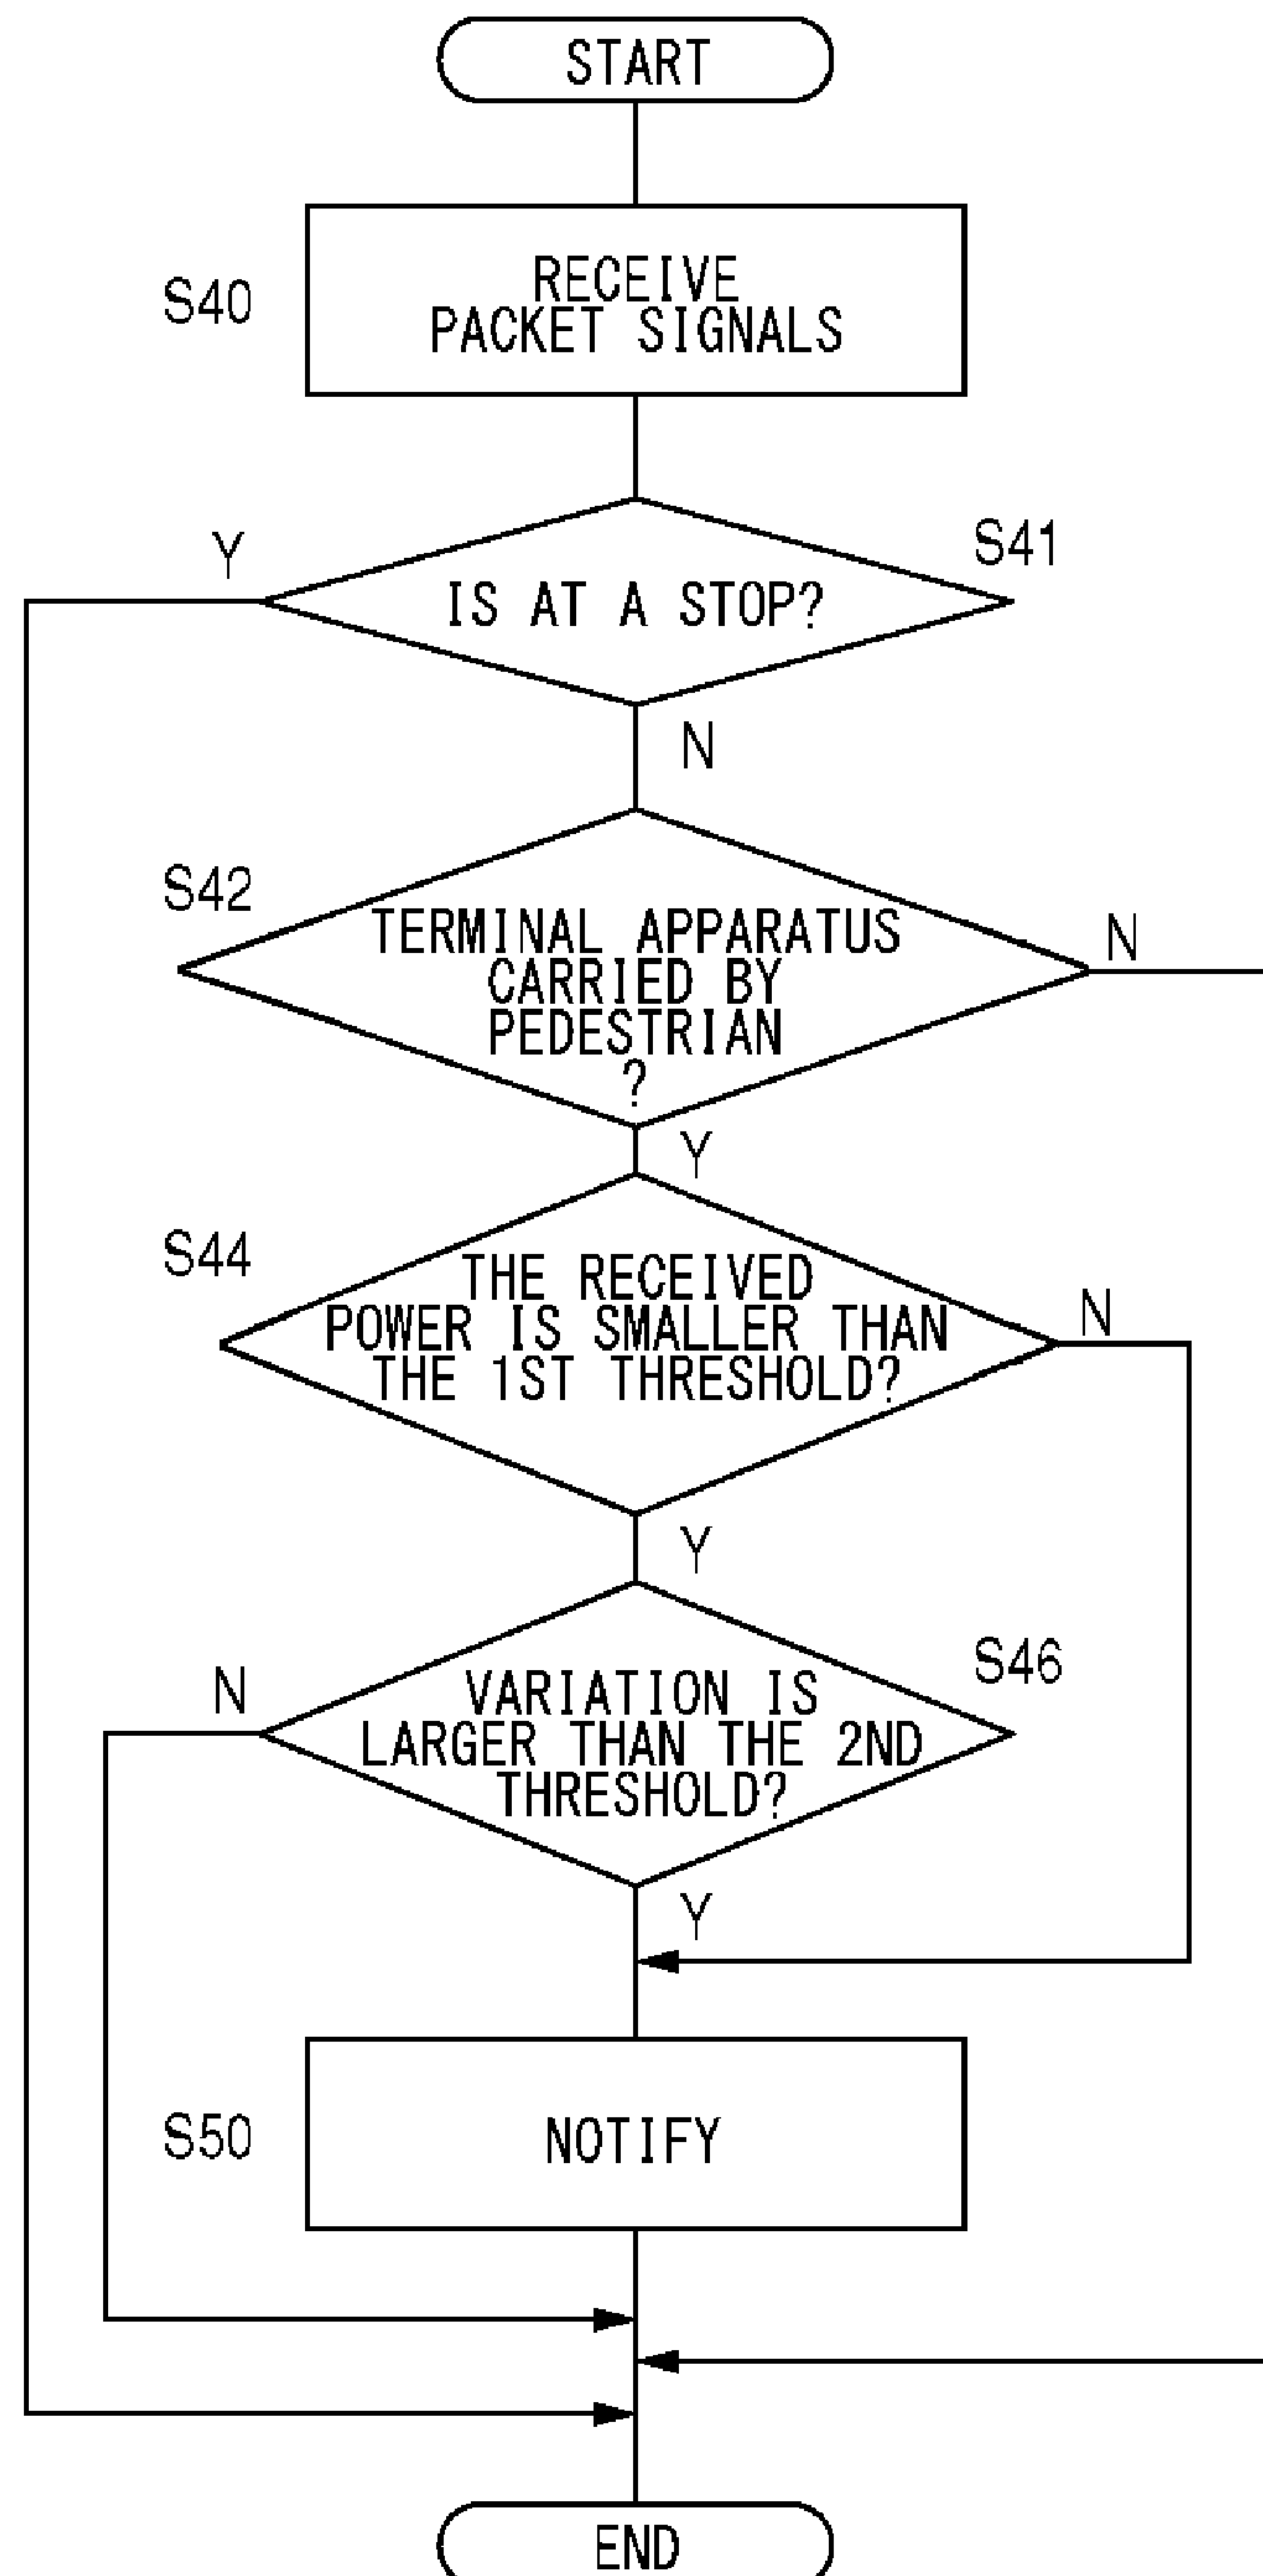 START
S40
RECEIVE
PACKET SIGNALS
Y
S41
IS AT A STOP?
N
S42
TERMINAL APPARATUS
CARRIED BY
PEDESTRIAN
?
N
Y
S44
THE RECEIVED
POWER IS SMALLER THAN
THE 1ST THRESHOLD?
N
Y
N
S46
VARIATION IS
LARGER THAN THE 2ND
THRESHOLD?
Y
S50
NOTIFY
END